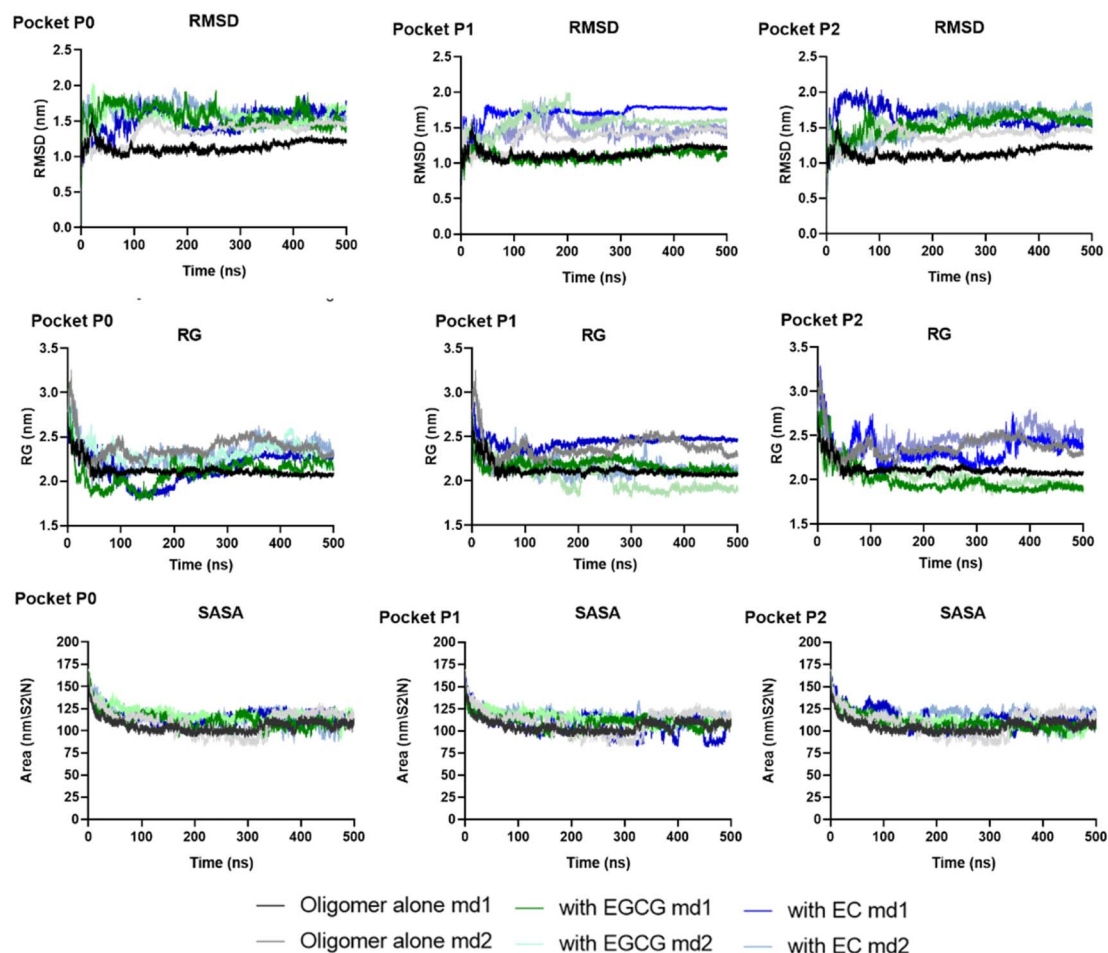 Pocket P0 RMSD
Pocket P1 RMSD
Pocket P2 RMSD
RMSD (nm)
2.5
2.0
1.5
1.0
0.5
0.0
0 100 200 300 400 500
Time (ns)
RMSD (nm)
2.5
2.0
1.5
1.0
0.5
0.0
0 100 200 300 400 500
Time (ns)
RMSD (nm)
2.5
2.0
1.5
1.0
0.5
0.0
0 100 200 300 400 500
Time (ns)
Pocket P0 RG
Pocket P1 RG
Pocket P2 RG
RG (nm)
3.5
3.0
2.5
2.0
1.5
0 100 200 300 400 500
Time (ns)
RG (nm)
3.5
3.0
2.5
2.0
1.5
0 100 200 300 400 500
Time (ns)
RG (nm)
3.5
3.0
2.5
2.0
1.5
0 100 200 300 400 500
Time (ns)
Pocket P0 SASA
Pocket P1 SASA
Pocket P2 SASA
Area (nm\S2\N)
200
175
150
125
100
75
50
25
0
0 100 200 300 400 500
Time (ns)
Area (nm\S2\N)
200
175
150
125
100
75
50
25
0
0 100 200 300 400 500
Time (ns)
Area (nm\S2\N)
200
175
150
125
100
75
50
25
0
0 100 200 300 400 500
Time (ns)
Oligomer alone md1 with EGCG md1 with EC md1
Oligomer alone md2 with EGCG md2 with EC md2